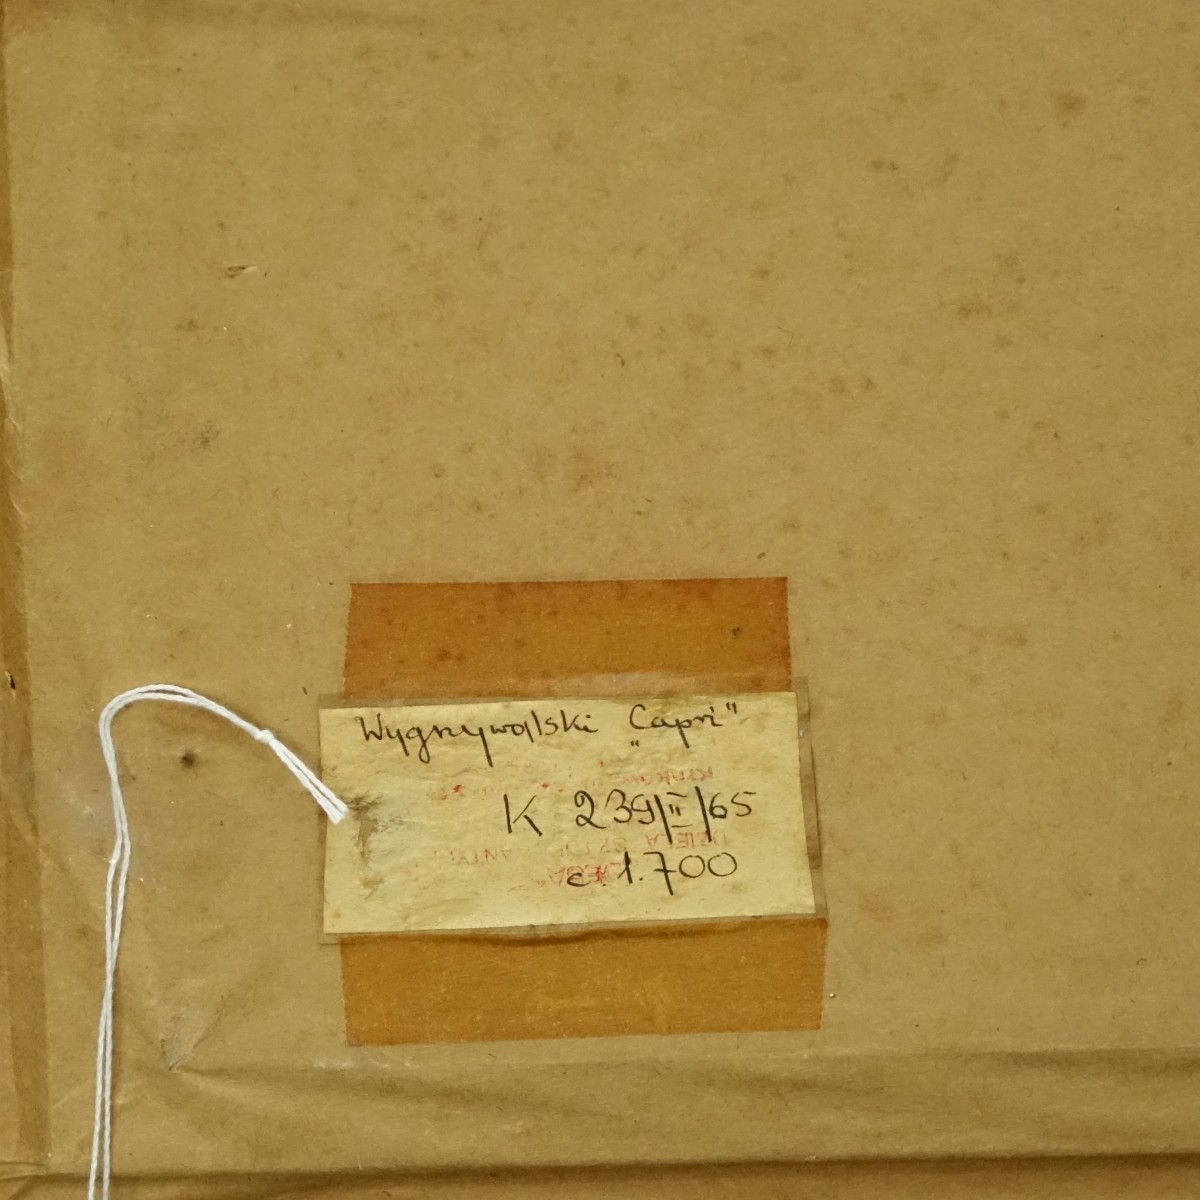 Wygrzywalski „Capri"
K 239/II/65
c. 1.700